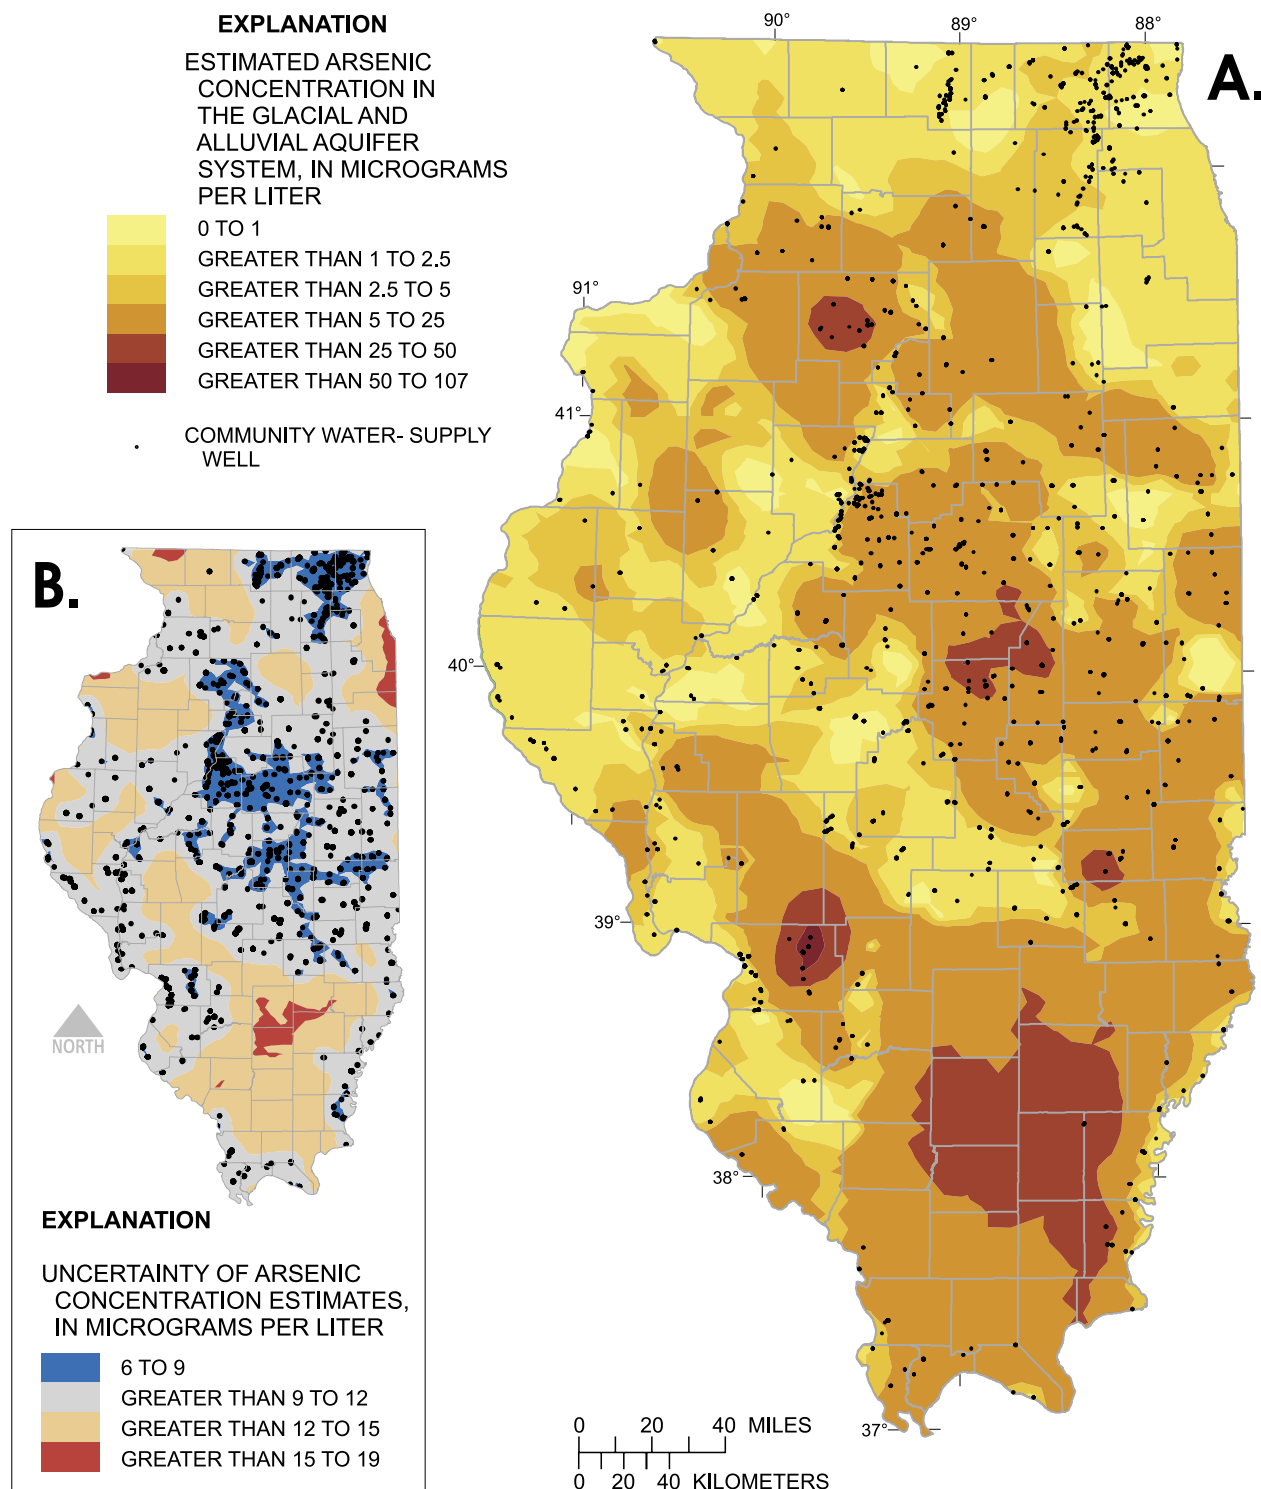 EXPLANATION
ESTIMATED ARSENIC
CONCENTRATION IN
THE GLACIAL AND
ALLUVIAL AQUIFER
SYSTEM, IN MICROGRAMS
PER LITER
0 TO 1
GREATER THAN 1 TO 2.5
GREATER THAN 2.5 TO 5
GREATER THAN 5 TO 25
GREATER THAN 25 TO 50
GREATER THAN 50 TO 107
COMMUNITY WATER- SUPPLY
WELL
A.
90°
89°
88°
91°
41°
40°
39°
38°
37°
0 20 40 MILES
0 20 40 KILOMETERS
B.
NORTH
EXPLANATION
UNCERTAINTY OF ARSENIC
CONCENTRATION ESTIMATES,
IN MICROGRAMS PER LITER
6 TO 9
GREATER THAN 9 TO 12
GREATER THAN 12 TO 15
GREATER THAN 15 TO 19